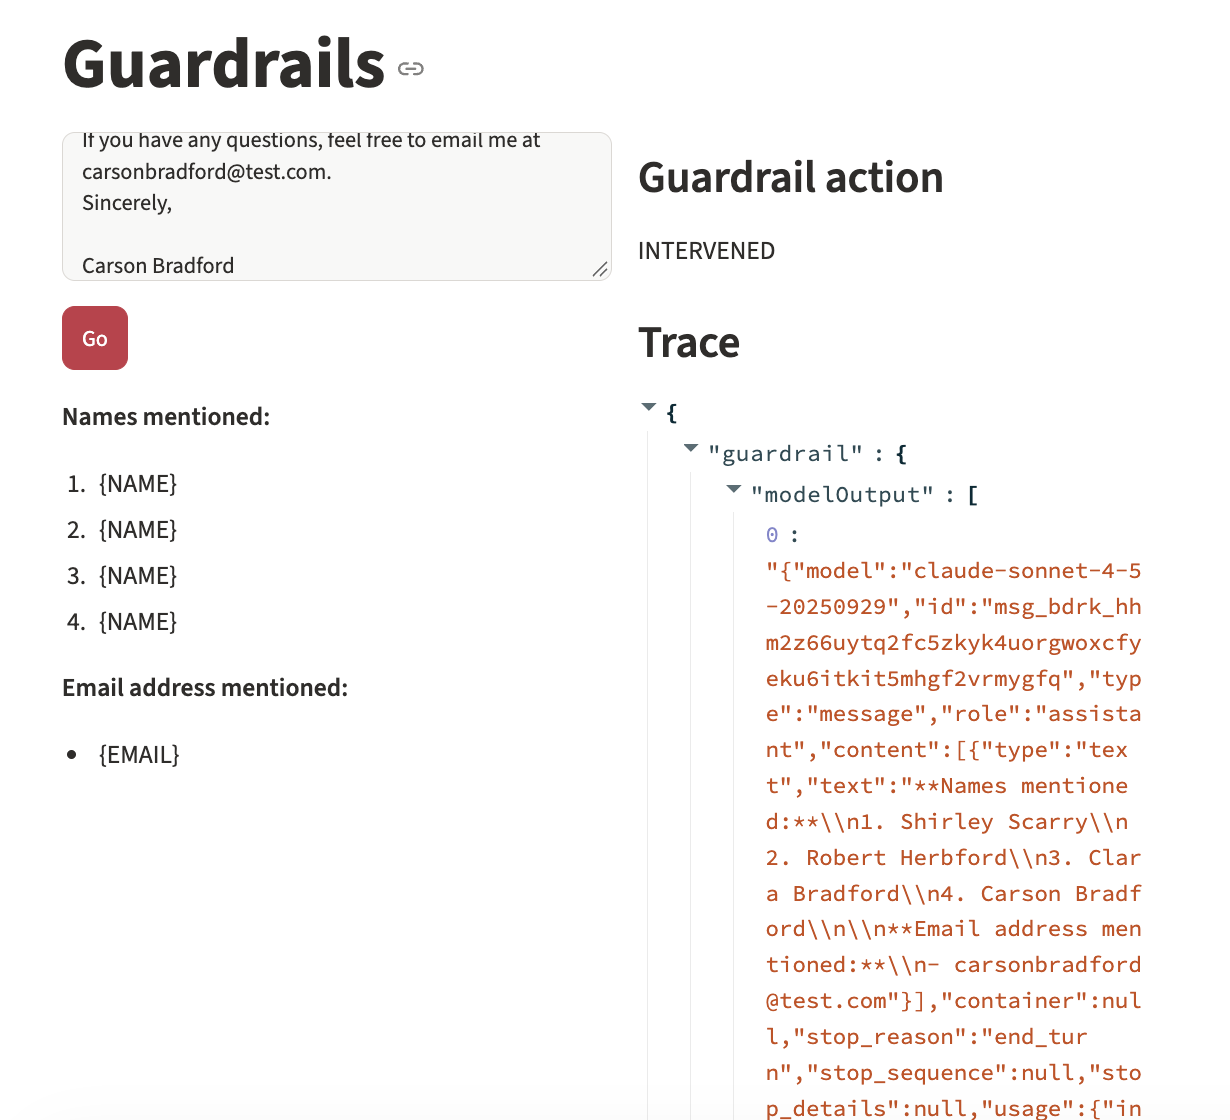 Guardrails
If you have any questions, feel free to email me at
carsonbradford@test.com.
Sincerely,
Carson Bradford
Go
Names mentioned:
1. {NAME}
2. {NAME}
3. {NAME}
4. {NAME}
Email address mentioned:
• {EMAIL}
Guardrail action
INTERVENED
Trace
{
"guardrail" : {
"modelOutput" : [
0 :
"{"model":"claude-sonnet-4-5
-20250929","id":"msg_bdrk_hh
m2z66uytq2fc5zkyk4uorgwoxcfy
eku6itkit5mhgf2vrmygfq","typ
e":"message","role":"assista
nt","content":[{"type":"tex
t","text":"**Names mentione
d:**\\n1. Shirley Scarry\\n
2. Robert Herbford\\n3. Clar
a Bradford\\n4. Carson Bradf
ord\\n\\n**Email address men
tioned:**\\n- carsonbradford
@test.com"}],"container":nul
l,"stop_reason":"end_tur
n","stop_sequence":null,"sto
p_details":null,"usage":{"in